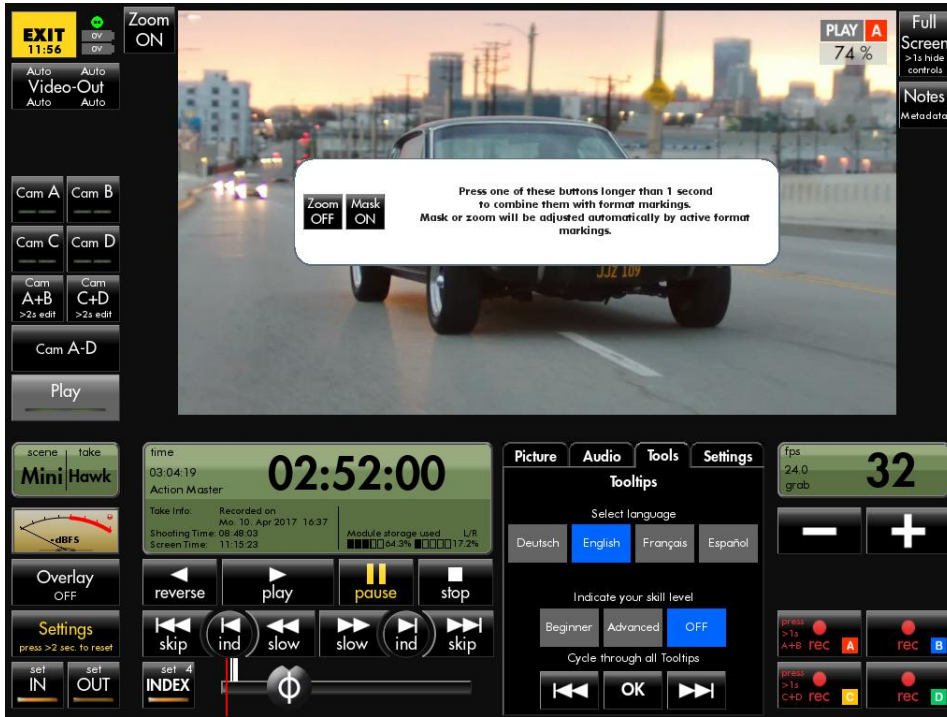 EXIT
11:56
0V
0V
Zoom
ON
Auto Auto
Video-Out
Auto Auto
PLAY A
74 %
Full
Screen
>1s hide
controls
Notes
Metadata
Cam A Cam B
Cam C Cam D
Cam Cam
A+B C+D
>2s edit >2s edit
Cam A-D
Play
Zoom Mask
OFF ON
Press one of these buttons longer than 1 second
to combine them with format markings.
Mask or zoom will be adjusted automatically by active format
markings.
JJZ 109
scene take
Mini Hawk
-dBFS
Overlay
OFF
Settings
press >2 sec. to reset
set set
IN OUT
time
03:04:19
Action Master
02:52:00
Take Info: Recorded on
Mo. 10. Apr 2017 16:37
Shooting Time: 08:48:03
Screen Time: 11:15:23
Module storage used L/R
64.3% 17.2%
reverse play pause stop
skip ind slow slow ind skip
set 4
INDEX
Picture Audio Tools Settings
Tooltips
Select language
Deutsch English Français Español
Indicate your skill level
Beginner Advanced OFF
Cycle through all Tooltips
OK
fps
24.0
grab
32
press
>1s
A+B rec A
rec B
press
>1s
C+D rec C
rec D